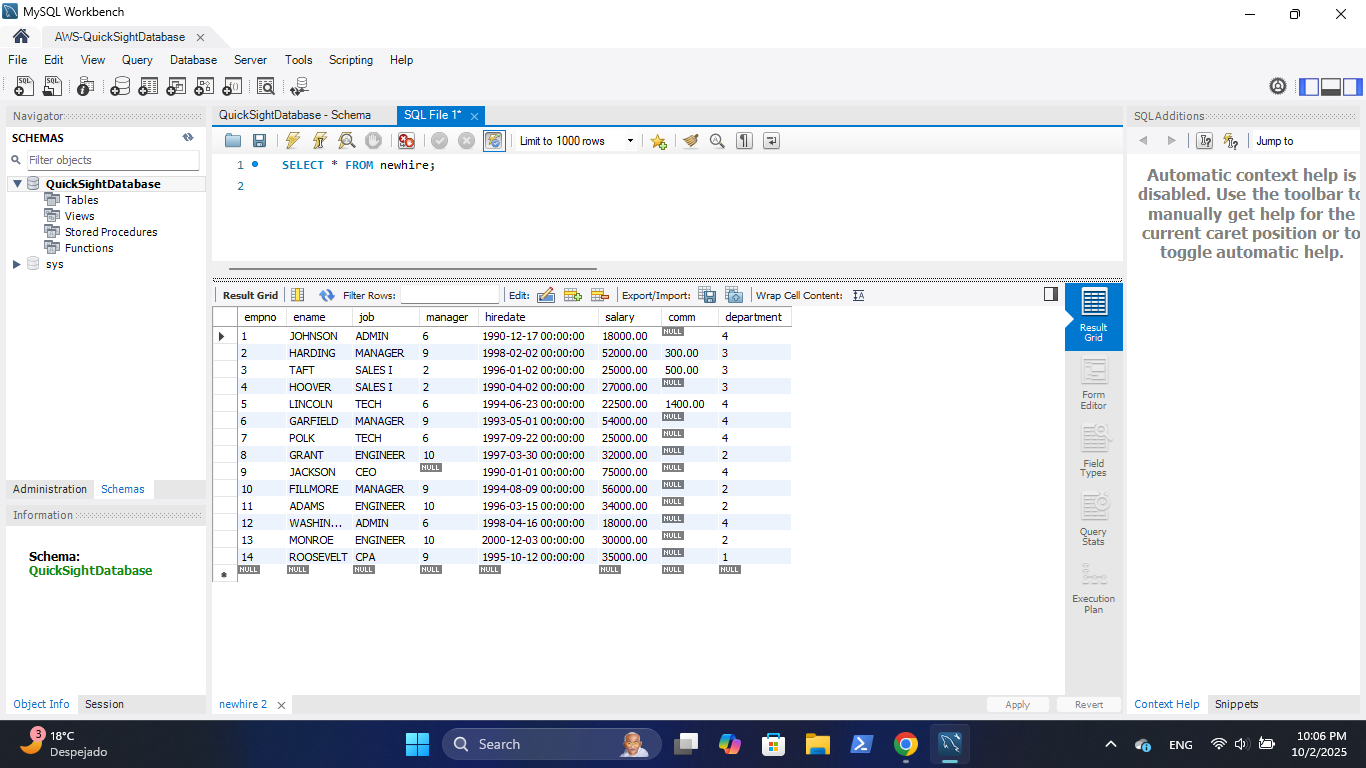 MySQL Workbench
AWS-QuickSightDatabase
File Edit View Query Database Server Tools Scripting Help
Navigator
SCHEMAS
Filter objects
QuickSightDatabase
Tables
Views
Stored Procedures
Functions
sys
Administration Schemas
Information
Schema:
QuickSightDatabase
Object Info Session
QuickSightDatabase - Schema SQL File 1*
Limit to 1000 rows
1 SELECT * FROM newhire;
2
Result Grid Filter Rows: Edit: Export/Import: Wrap Cell Content:
empno ename job manager hiredate salary comm department
1 JOHNSON ADMIN 6 1990-12-17 00:00:00 18000.00 NULL 4
2 HARDING MANAGER 9 1998-02-02 00:00:00 52000.00 300.00 3
3 TAFT SALES I 2 1996-01-02 00:00:00 25000.00 500.00 3
4 HOOVER SALES I 2 1990-04-02 00:00:00 27000.00 NULL 3
5 LINCOLN TECH 6 1994-06-23 00:00:00 22500.00 1400.00 4
6 GARFIELD MANAGER 9 1993-05-01 00:00:00 54000.00 NULL 4
7 POLK TECH 6 1997-09-22 00:00:00 25000.00 NULL 4
8 GRANT ENGINEER 10 1997-03-30 00:00:00 32000.00 NULL 2
9 JACKSON CEO NULL 1990-01-01 00:00:00 75000.00 NULL 4
10 FILLMORE MANAGER 9 1994-08-09 00:00:00 56000.00 NULL 2
11 ADAMS ENGINEER 10 1996-03-15 00:00:00 34000.00 NULL 2
12 WASHIN... ADMIN 6 1998-04-16 00:00:00 18000.00 NULL 4
13 MONROE ENGINEER 10 2000-12-03 00:00:00 30000.00 NULL 2
14 ROOSEVELT CPA 9 1995-10-12 00:00:00 35000.00 NULL 1
NULL NULL NULL NULL NULL NULL NULL NULL
Result
Grid
Form
Editor
Field
Types
Query
Stats
Execution
Plan
newhire 2 Apply Revert
SQLAdditions
Jump to
Automatic context help is
disabled. Use the toolbar to
manually get help for the
current caret position or to
toggle automatic help.
Context Help Snippets
3
18°C
Despejado
Search
ENG
10:06 PM
10/2/2025